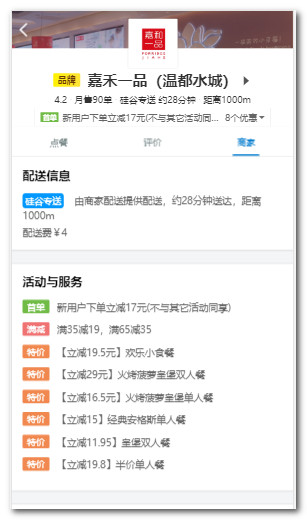 嘉和一品
品牌 嘉禾一品（温都水城）
4.2 月售90单 硅谷专送 约28分钟 距离1000m
首单 新用户下单立减17元(不与其它活动同... 8个优惠
点餐 评价 商家
配送信息
硅谷专送 由商家配送提供配送，约28分钟送达，距离
1000m
配送费￥4
活动与服务
首单 新用户下单立减17元(不与其它活动同享)
满减 满35减19，满65减35
特价 【立减19.5元】欢乐小食餐
特价 【立减29元】火烤菠萝皇堡双人餐
特价 【立减16.5元】火烤菠萝皇堡单人餐
特价 【立减15】经典安格斯单人餐
特价 【立减11.95】皇堡双人餐
特价 【立减19.8】半价单人餐